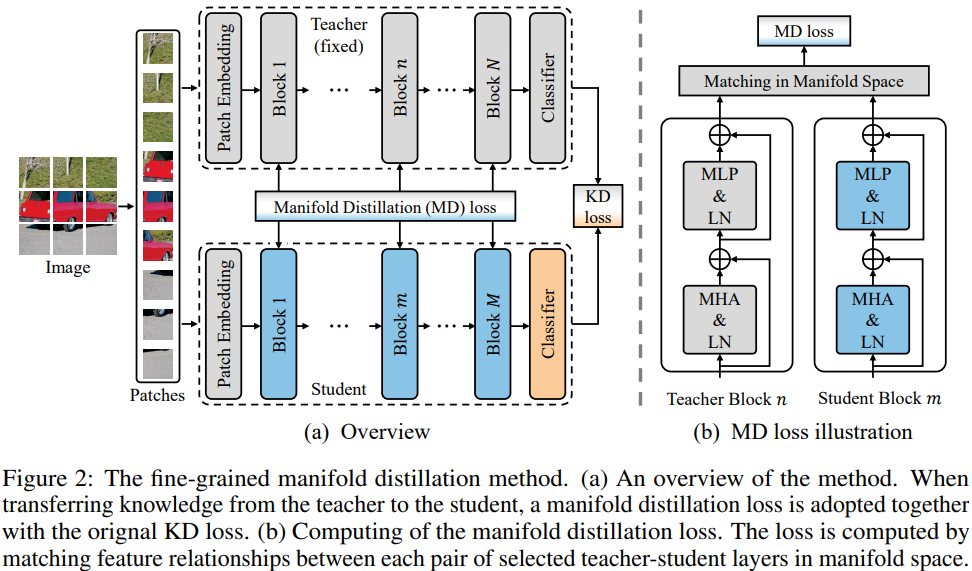 Teacher
(fixed)
Patch Embedding
Block 1
...
Block n
...
Block N
Classifier
Manifold Distillation (MD) loss
KD
loss
Image
Patches
Patch Embedding
Block 1
...
Block m
...
Block M
Classifier
Student
(a) Overview
MD loss
Matching in Manifold Space
MLP
&
LN
MHA
&
LN
Teacher Block n
MLP
&
LN
MHA
&
LN
Student Block m
(b) MD loss illustration
Figure 2: The fine-grained manifold distillation method. (a) An overview of the method. When
transferring knowledge from the teacher to the student, a manifold distillation loss is adopted together
with the orignal KD loss. (b) Computing of the manifold distillation loss. The loss is computed by
matching feature relationships between each pair of selected teacher-student layers in manifold space.